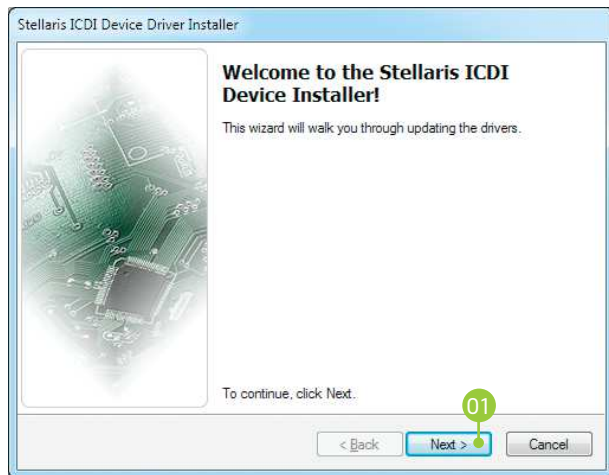 Stellaris ICDI Device Driver Installer
Welcome to the Stellaris ICDI
Device Installer!
This wizard will walk you through updating the drivers.
To continue, click Next.
01
< Back
Next >
Cancel